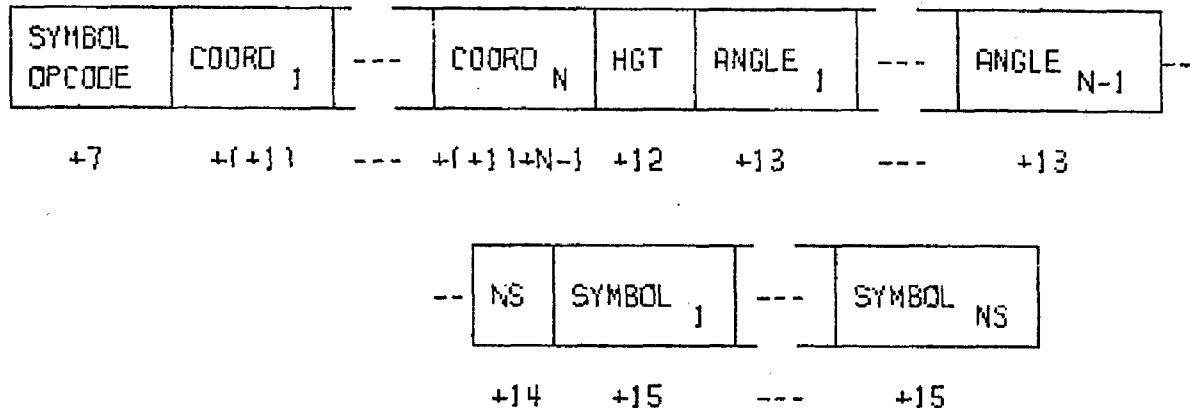 SYMBOL OPCODE COORD 1 --- COORD N HGT ANGLE 1 --- ANGLE N-1 --
+7 +(+1) --- +(+1)+N-1 +12 +13 --- +13
-- NS SYMBOL 1 --- SYMBOL NS
+14 +15 --- +15